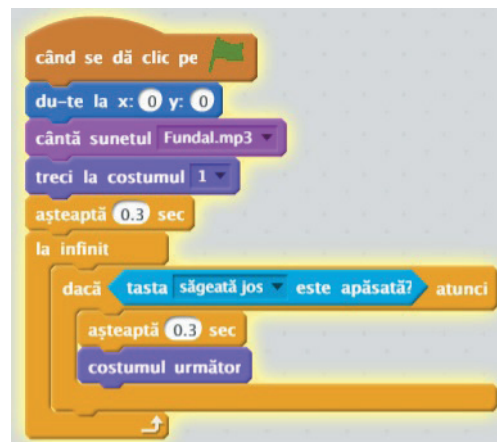 când se dă clic pe
du-te la x: 0 y: 0
cântă sunetul Fundal.mp3
treci la costumul 1
așteaptă 0.3 sec
la infinit
dacă tasta săgeată jos este apăsată? atunci
așteaptă 0.3 sec
costumul următor